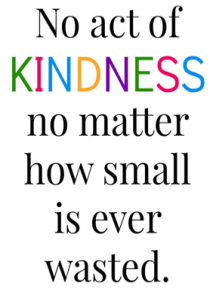 No act of
KINDNESS
no matter
how small
is ever
wasted.